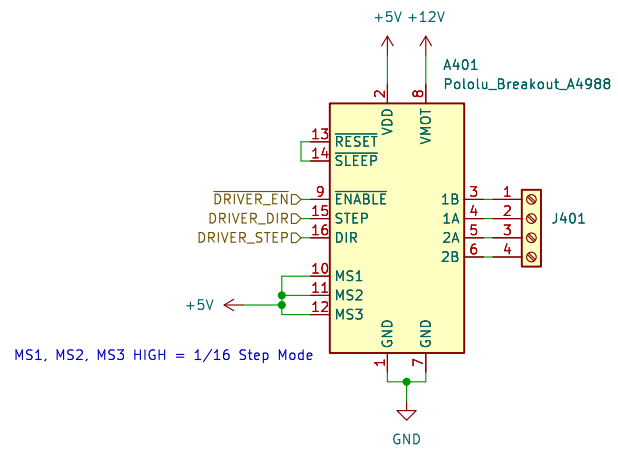 +5V +12V
A401
Pololu_Breakout_A4988
2 8
VDD VMOT
13 RESET
14 SLEEP
DRIVER_EN 9 ENABLE 1B 3 1
DRIVER_DIR 15 STEP 1A 4 2 J401
DRIVER_STEP 16 DIR 2A 5 3
2B 6 4
10 MS1
11 MS2
+5V
12 MS3
GND GND
MS1, MS2, MS3 HIGH = 1/16 Step Mode
1 7
GND